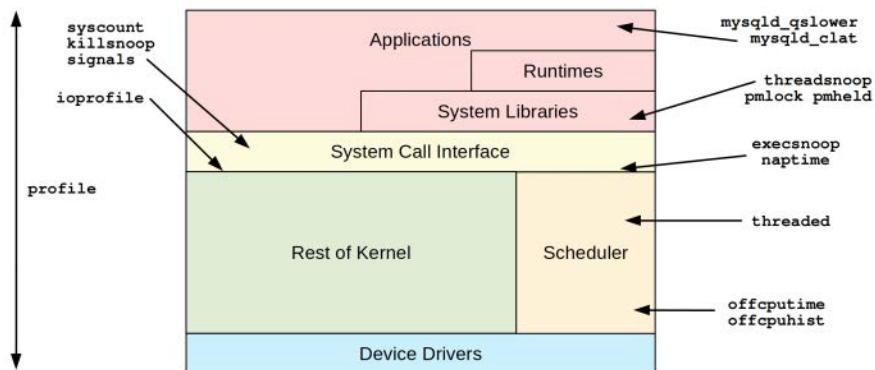 syscount
killsnoop
signals
ioprofile
profile
Applications
Runtimes
System Libraries
System Call Interface
Rest of Kernel
Scheduler
Device Drivers
mysqld_qslower
mysqld_clat
threadsnoop
pmlock pmheld
execsnoop
naptime
threaded
offcputime
offcpuhist